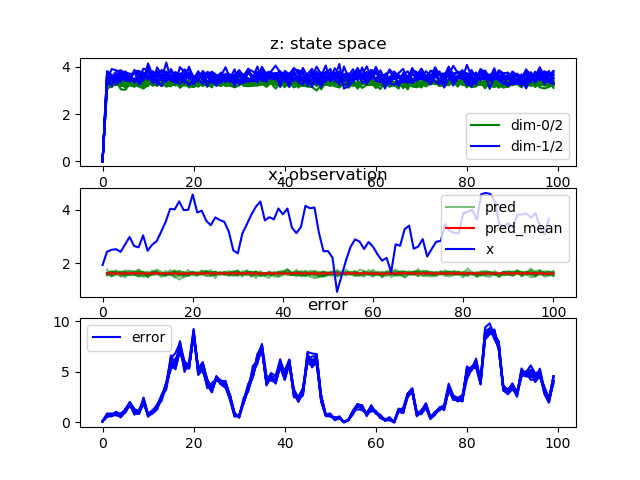 z: state space
4
2
0
dim-0/2
dim-1/2
0 20 40 60 80 100
x: observation
4
2
pred
pred_mean
x
0 20 40 60 80 100
error
10
5
0
error
0 20 40 60 80 100